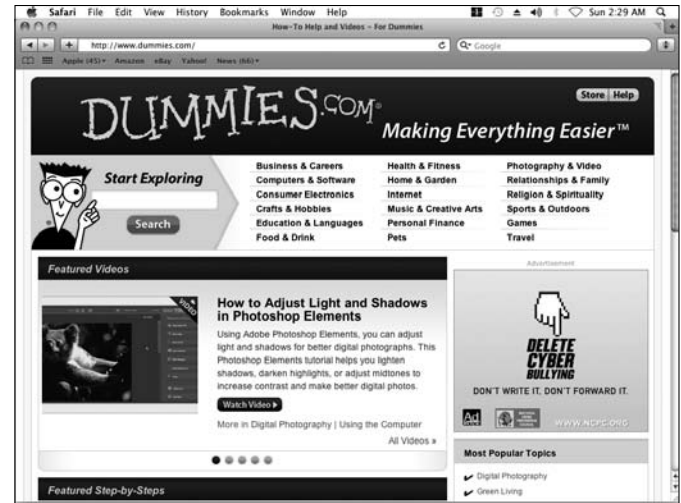 Safari File Edit View History Bookmarks Window Help Sun 2:29 AM
How-To Help and Videos – For Dummies
http://www.dummies.com/ Google
Apple (45) Amazon eBay Yahoo! News (66)
Store Help
DUMMIES.COM®
Making Everything Easier™
Start Exploring
Search
Business & Careers
Computers & Software
Consumer Electronics
Crafts & Hobbies
Education & Languages
Food & Drink
Health & Fitness
Home & Garden
Internet
Music & Creative Arts
Personal Finance
Pets
Photography & Video
Relationships & Family
Religion & Spirituality
Sports & Outdoors
Games
Travel
Featured Videos
VIDEO
How to Adjust Light and Shadows
in Photoshop Elements
Using Adobe Photoshop Elements, you can adjust
light and shadows for better digital photographs. This
Photoshop Elements tutorial helps you lighten
shadows, darken highlights, or adjust midtones to
increase contrast and make better digital photos.
Watch Video
More in Digital Photography | Using the Computer
All Videos »
Featured Step-by-Steps
Advertisement
DELETE
CYBER
BULLYING
DON'T WRITE IT. DON'T FORWARD IT.
Ad
WWW.NCPC.ORG
Most Popular Topics
Digital Photography
Green Living